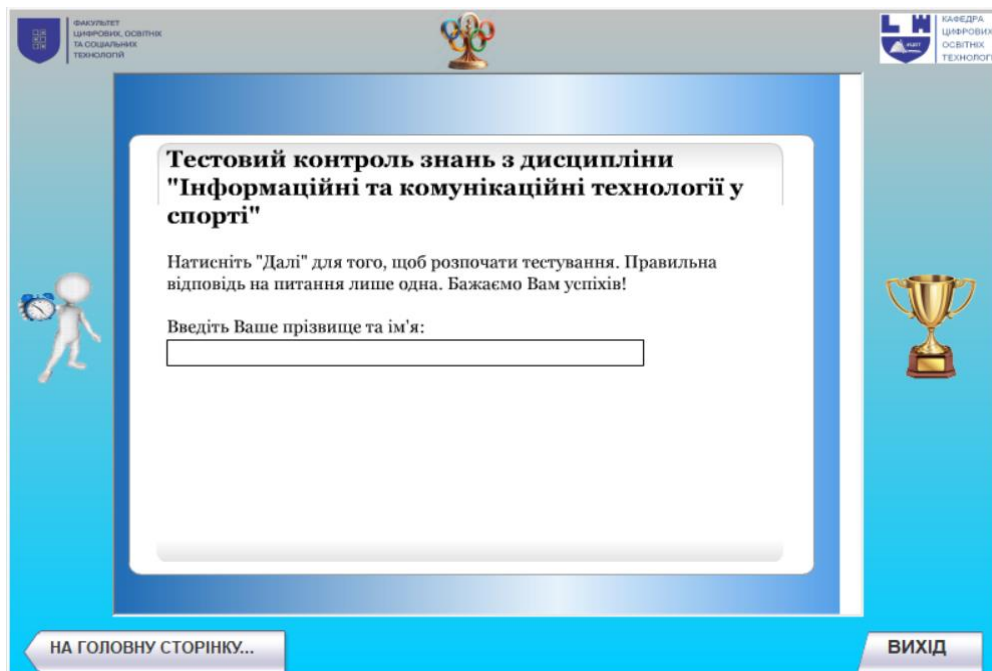 ФАКУЛЬТЕТ
ЦИФРОВИХ, ОСВІТНІХ
ТА СОЦІАЛЬНИХ
ТЕХНОЛОГІЙ
КАФЕДРА
ЦИФРОВИХ
ОСВІТНІХ
ТЕХНОЛОГІ
Тестовий контроль знань з дисципліни
"Інформаційні та комунікаційні технології у
спорті"
Натисніть "Далі" для того, щоб розпочати тестування. Правильна
відповідь на питання лише одна. Бажаємо Вам успіхів!
Введіть Ваше прізвище та ім'я:
НА ГОЛОВНУ СТОРІНКУ...
ВИХІД